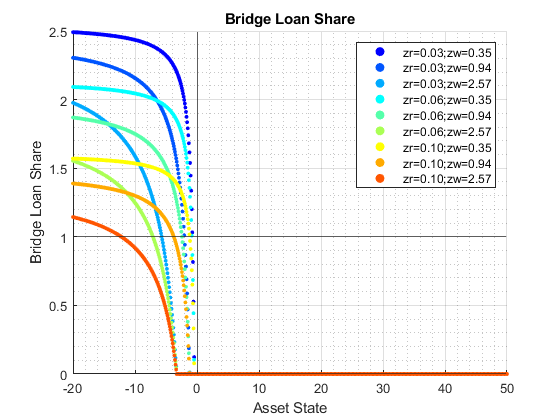 Bridge Loan Share
2.5
2
1.5
1
0.5
0
Bridge Loan Share
-20
-10
0
10
20
30
40
50
Asset State
zr=0.03;zw=0.35
zr=0.03;zw=0.94
zr=0.03;zw=2.57
zr=0.06;zw=0.35
zr=0.06;zw=0.94
zr=0.06;zw=2.57
zr=0.10;zw=0.35
zr=0.10;zw=0.94
zr=0.10;zw=2.57